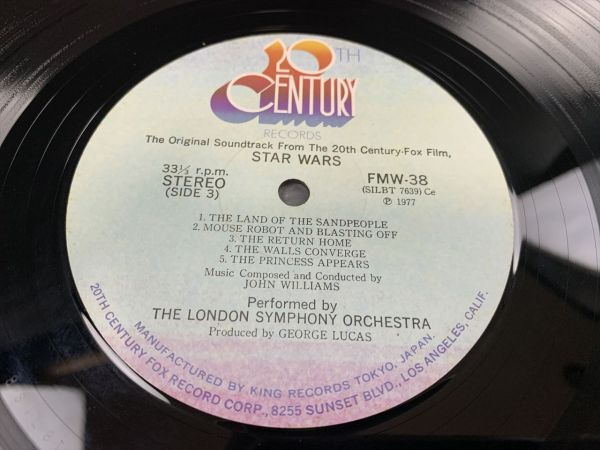 20TH
CENTURY
RECORDS
The Original Soundtrack From The 20th Century-Fox Film,
STAR WARS
33⅓ r.p.m.
STEREO
(SIDE 3)
FMW-38
(SILBT 7639) Ce
℗ 1977
1. THE LAND OF THE SANDPEOPLE
2. MOUSE ROBOT AND BLASTING OFF
3. THE RETURN HOME
4. THE WALLS CONVERGE
5. THE PRINCESS APPEARS
Music Composed and Conducted by
JOHN WILLIAMS
Performed by
THE LONDON SYMPHONY ORCHESTRA
Produced by GEORGE LUCAS
MANUFACTURED BY KING RECORDS TOKYO, JAPAN.
20TH CENTURY FOX RECORD CORP., 8255 SUNSET BLVD., LOS ANGELES, CALIF.